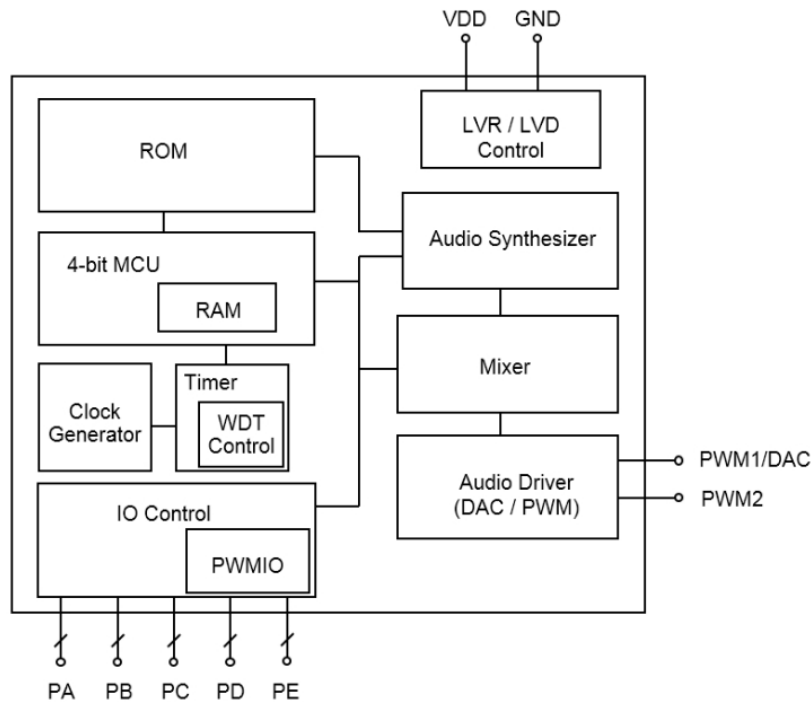 VDD GND
LVR / LVD
Control
ROM
Audio Synthesizer
4-bit MCU
RAM
Mixer
Timer
Clock
Generator
WDT
Control
Audio Driver
(DAC / PWM)
PWM1/DAC
PWM2
IO Control
PWMIO
PA PB PC PD PE